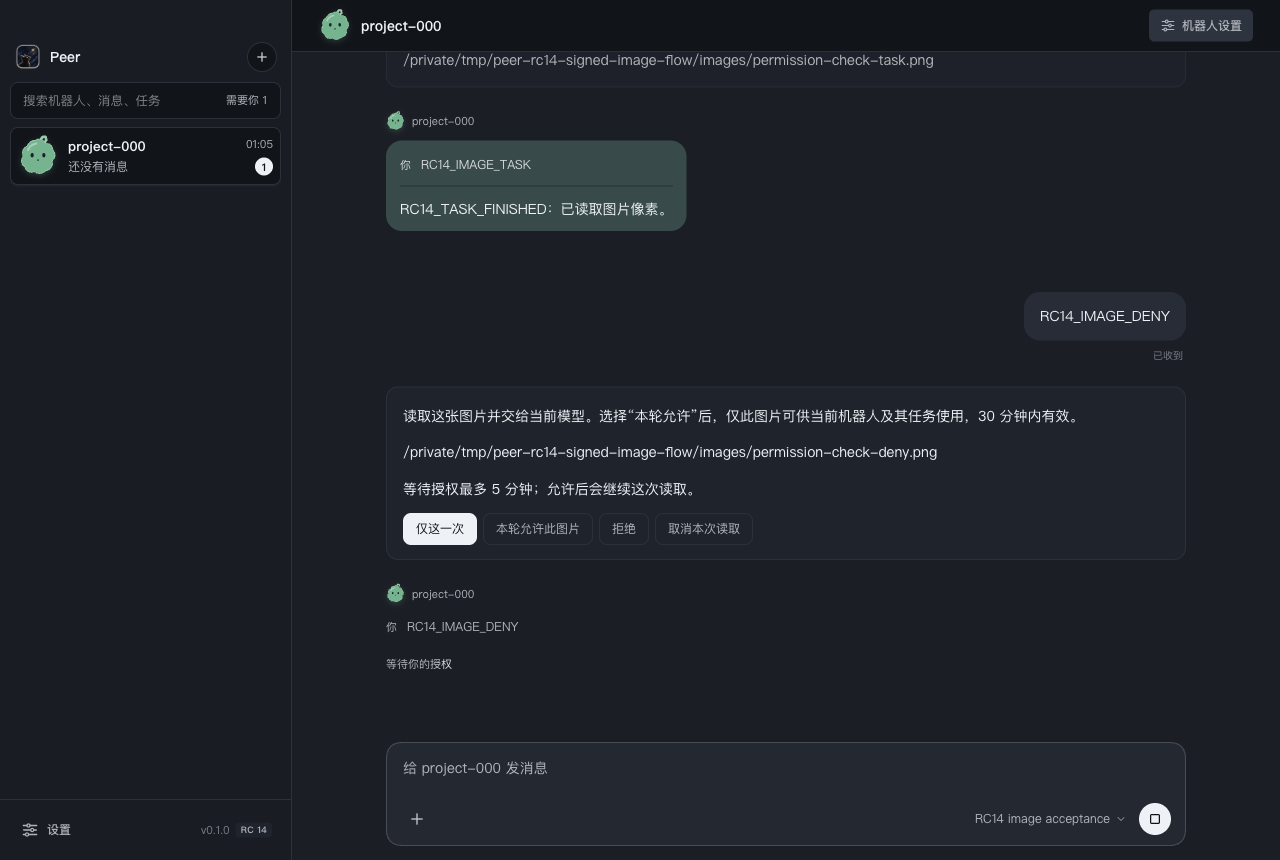 Peer
搜索机器人、消息、任务 需要你 1
project-000 01:05
还没有消息 1
设置 v0.1.0 RC 14
project-000 机器人设置
/private/tmp/peer-rc14-signed-image-flow/images/permission-check-task.png
project-000
你 RC14_IMAGE_TASK
RC14_TASK_FINISHED：已读取图片像素。
RC14_IMAGE_DENY
已收到
读取这张图片并交给当前模型。选择“本轮允许”后，仅此图片可供当前机器人及其任务使用，30 分钟内有效。
/private/tmp/peer-rc14-signed-image-flow/images/permission-check-deny.png
等待授权最多 5 分钟；允许后会继续这次读取。
仅这一次 本轮允许此图片 拒绝 取消本次读取
project-000
你 RC14_IMAGE_DENY
等待你的授权
给 project-000 发消息
RC14 image acceptance